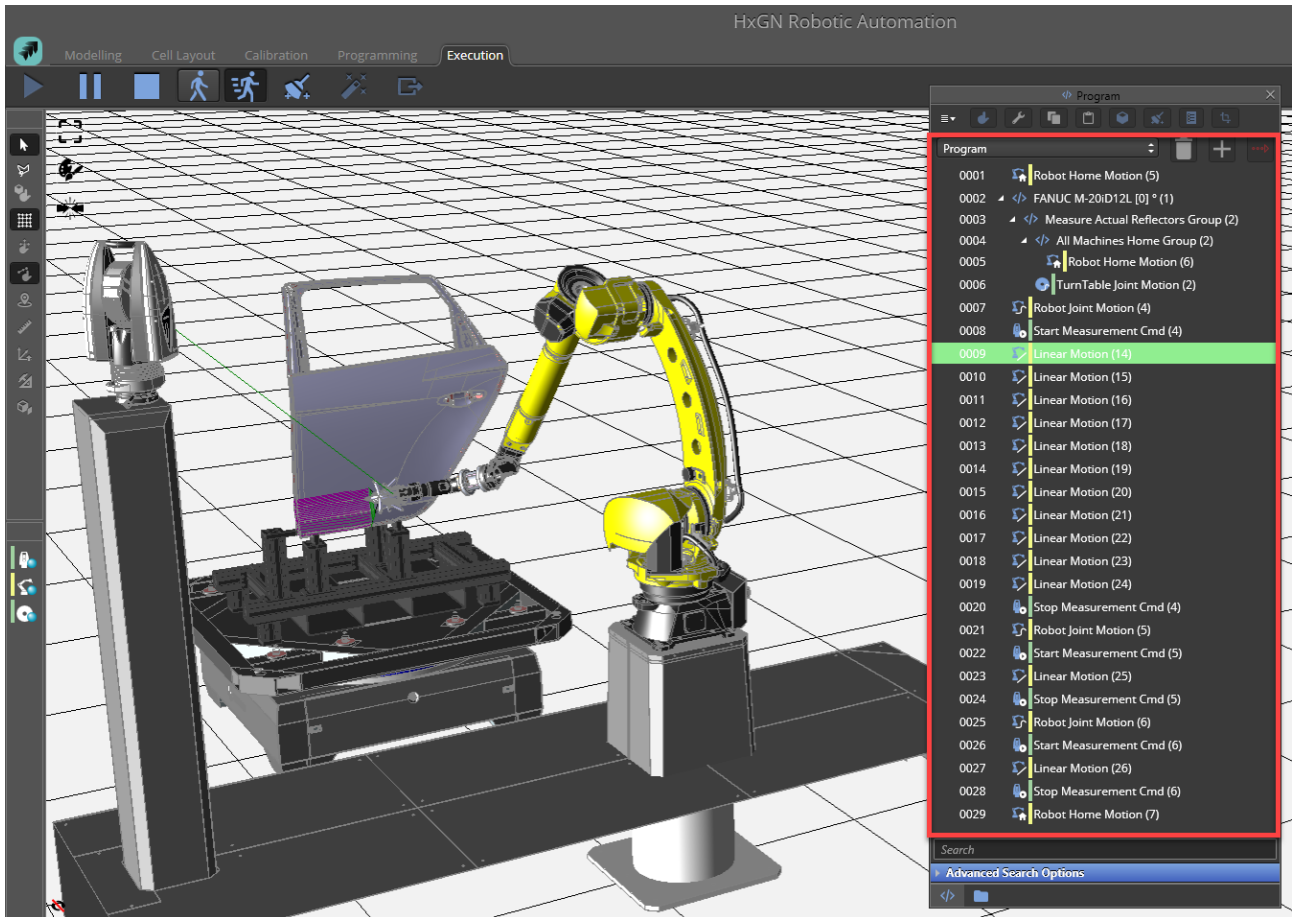 HxGN Robotic Automation
Modelling Cell Layout Calibration Programming Execution
</> Program
Program
0001 Robot Home Motion (5)
0002 </> FANUC M-20iD12L [0] ° (1)
0003 </> Measure Actual Reflectors Group (2)
0004 </> All Machines Home Group (2)
0005 Robot Home Motion (6)
0006 TurnTable Joint Motion (2)
0007 Robot Joint Motion (4)
0008 Start Measurement Cmd (4)
0009 Linear Motion (14)
0010 Linear Motion (15)
0011 Linear Motion (16)
0012 Linear Motion (17)
0013 Linear Motion (18)
0014 Linear Motion (19)
0015 Linear Motion (20)
0016 Linear Motion (21)
0017 Linear Motion (22)
0018 Linear Motion (23)
0019 Linear Motion (24)
0020 Stop Measurement Cmd (4)
0021 Robot Joint Motion (5)
0022 Start Measurement Cmd (5)
0023 Linear Motion (25)
0024 Stop Measurement Cmd (5)
0025 Robot Joint Motion (6)
0026 Start Measurement Cmd (6)
0027 Linear Motion (26)
0028 Stop Measurement Cmd (6)
0029 Robot Home Motion (7)
Search
Advanced Search Options
</>